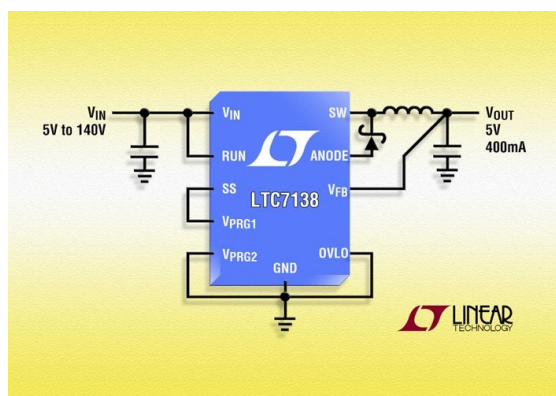 VIN
5V to 140V
VIN
RUN
SS
VPRG1
VPRG2
GND
SW
ANODE
VFB
OVLO
LTC7138
VOUT
5V
400mA
LINEAR
TECHNOLOGY